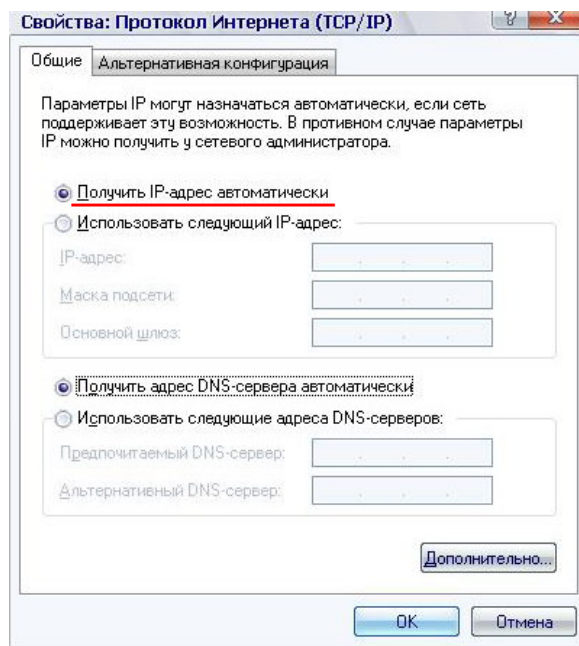 Свойства: Протокол Интернета (TCP/IP)
Общие
Альтернативная конфигурация
Параметры IP могут назначаться автоматически, если сеть
поддерживает эту возможность. В противном случае параметры
IP можно получить у сетевого администратора.
Получить IP-адрес автоматически
Использовать следующий IP-адрес:
IP-адрес:
Маска подсети:
Основной шлюз:
Получить адрес DNS-сервера автоматически
Использовать следующие адреса DNS-серверов:
Предпочитаемый DNS-сервер:
Альтернативный DNS-сервер:
Дополнительно...
OK
Отмена